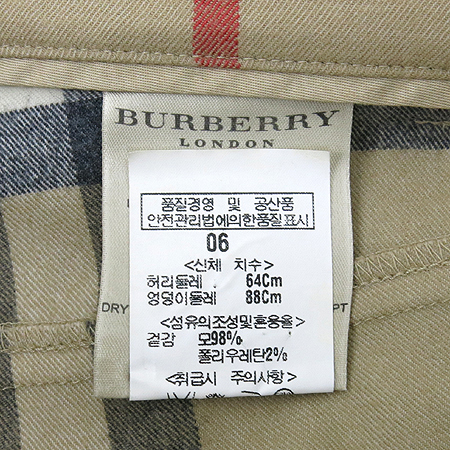 BURBERRY
LONDON
품질경영 및 공산품
안전관리법에의한품질표시
06
<신체 치수>
허리둘레 64Cm
영덩이둘레 88Cm
DRY
PT
<섬유의조성및혼용율>
겉감 모98%
폴리우레탄2%
<취급시 주의사항>